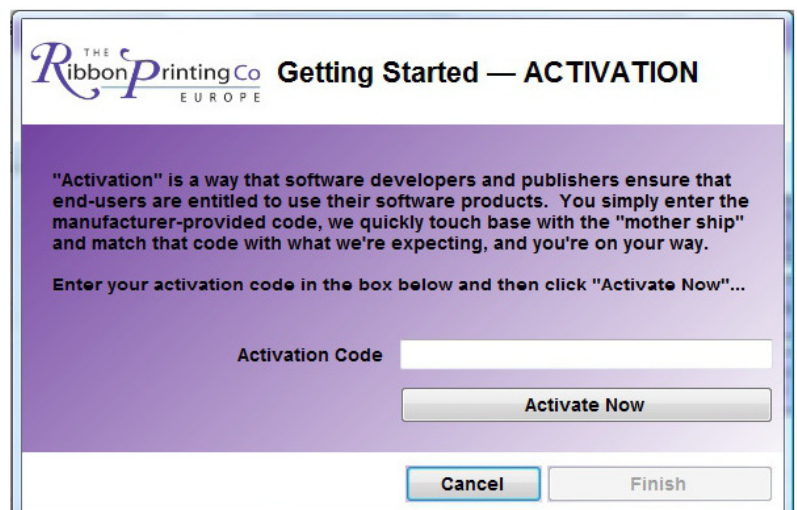 THE
Ribbon Printing Co
EUROPE
Getting Started — ACTIVATION
"Activation" is a way that software developers and publishers ensure that
end-users are entitled to use their software products.  You simply enter the
manufacturer-provided code, we quickly touch base with the "mother ship"
and match that code with what we're expecting, and you're on your way.
Enter your activation code in the box below and then click "Activate Now"...
Activation Code
Activate Now
Cancel
Finish